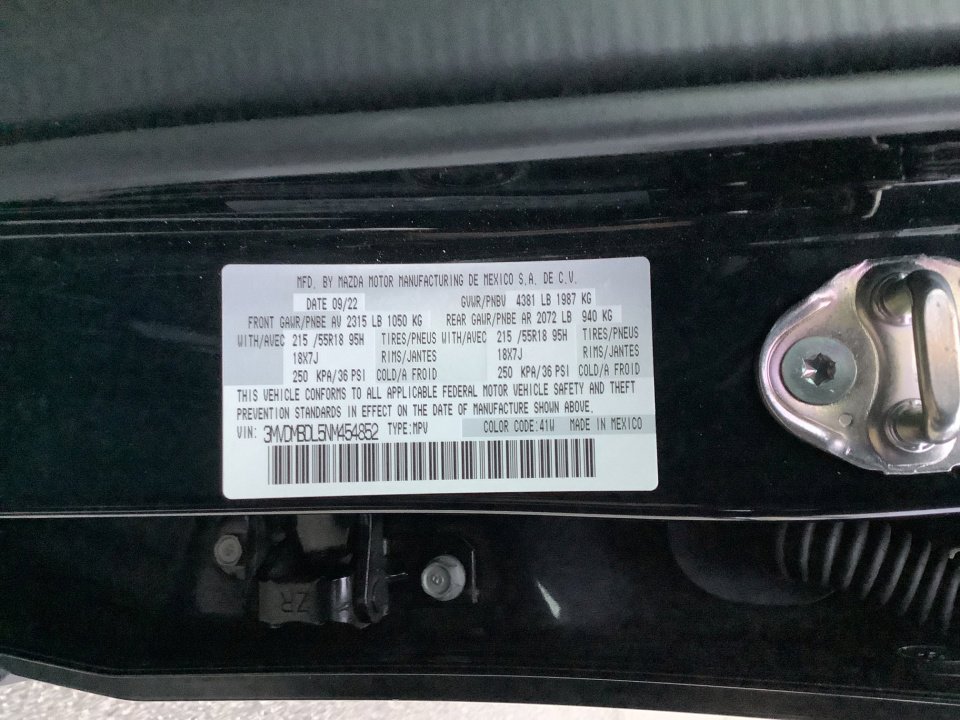 MFD. BY MAZDA MOTOR MANUFACTURING DE MEXICO S.A. DE C.V.
DATE 09/22 GVWR/PNBV 4381 LB 1987 KG
FRONT GAWR/PNBE AV 2315 LB 1050 KG REAR GAWR/PNBE AR 2072 LB 940 KG
WITH/AVEC 215 /55R18 95H TIRES/PNEUS WITH/AVEC 215 /55R18 95H TIRES/PNEUS
18X7J RIMS/JANTES 18X7J RIMS/JANTES
250 KPA/36 PSI COLD/A FROID 250 KPA/36 PSI COLD/A FROID
THIS VEHICLE CONFORMS TO ALL APPLICABLE FEDERAL MOTOR VEHICLE SAFETY AND THEFT
PREVENTION STANDARDS IN EFFECT ON THE DATE OF MANUFACTURE SHOWN ABOVE.
VIN: 3MVDMBDL5NM454852 TYPE:MPV COLOR CODE:41W MADE IN MEXICO
ZR